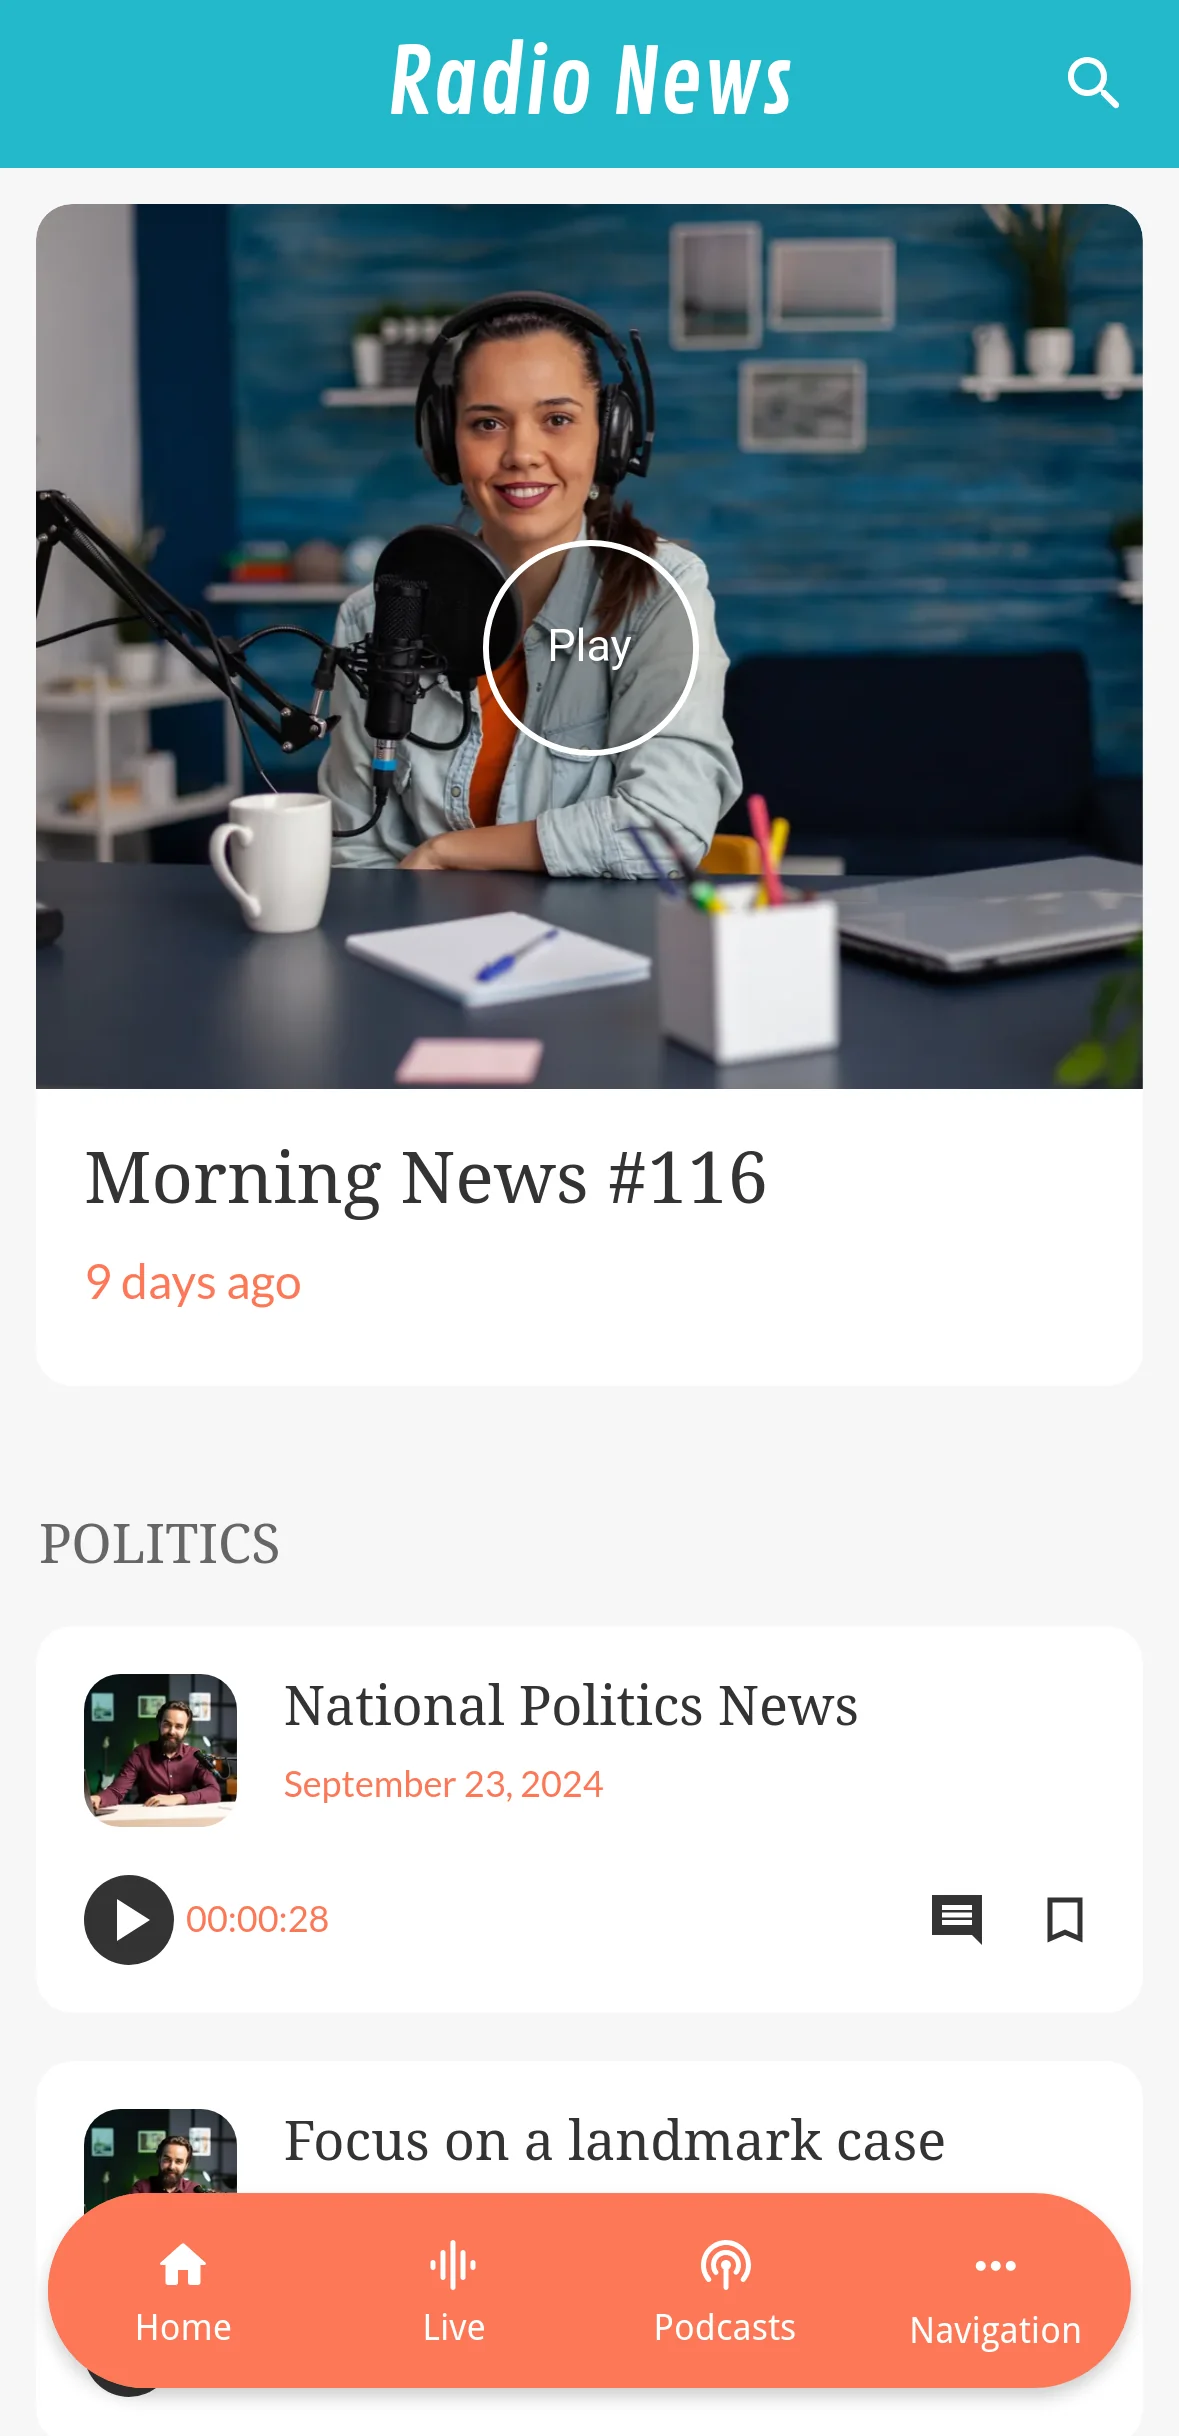 Radio News
Play
Morning News #116
9 days ago
POLITICS
National Politics News
September 23, 2024
00:00:28
Focus on a landmark case
Home
Live
Podcasts
Navigation